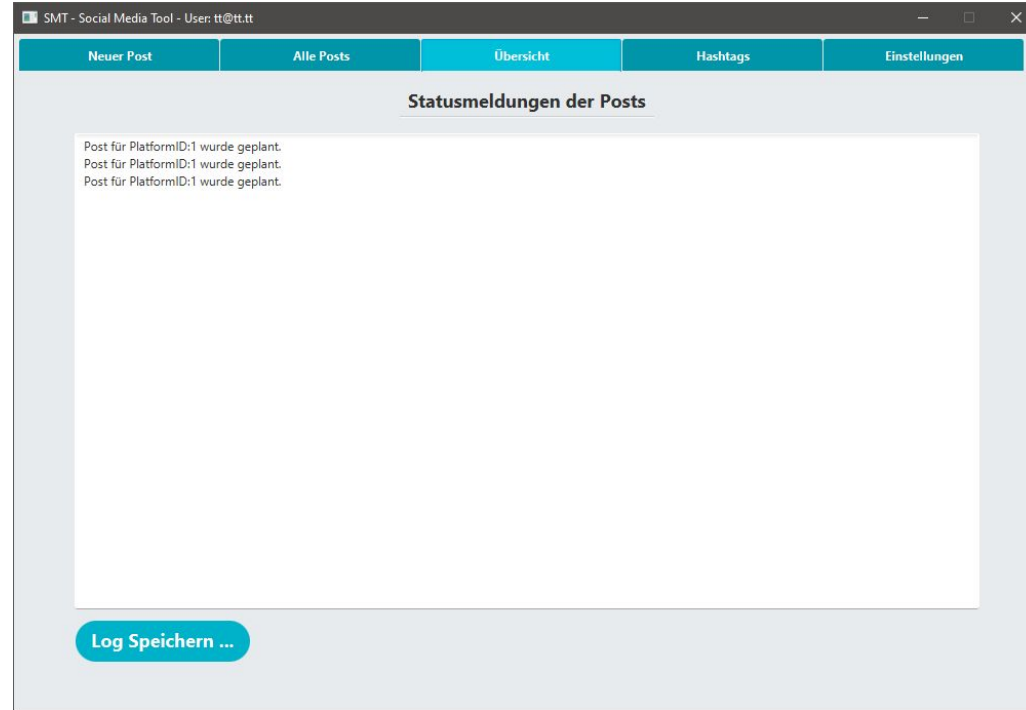 SMT - Social Media Tool - User: tt@tt.tt
Neuer Post
Alle Posts
Übersicht
Hashtags
Einstellungen
Statusmeldungen der Posts
Post für PlatformID:1 wurde geplant.
Post für PlatformID:1 wurde geplant.
Post für PlatformID:1 wurde geplant.
Log Speichern ...